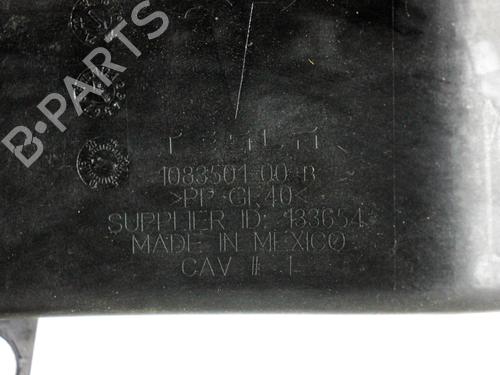 B-PARTS
TESLA
1083501-00-B
>PP-GF40<
SUPPLIER ID: 133654
MADE IN MEXICO
CAV # 1